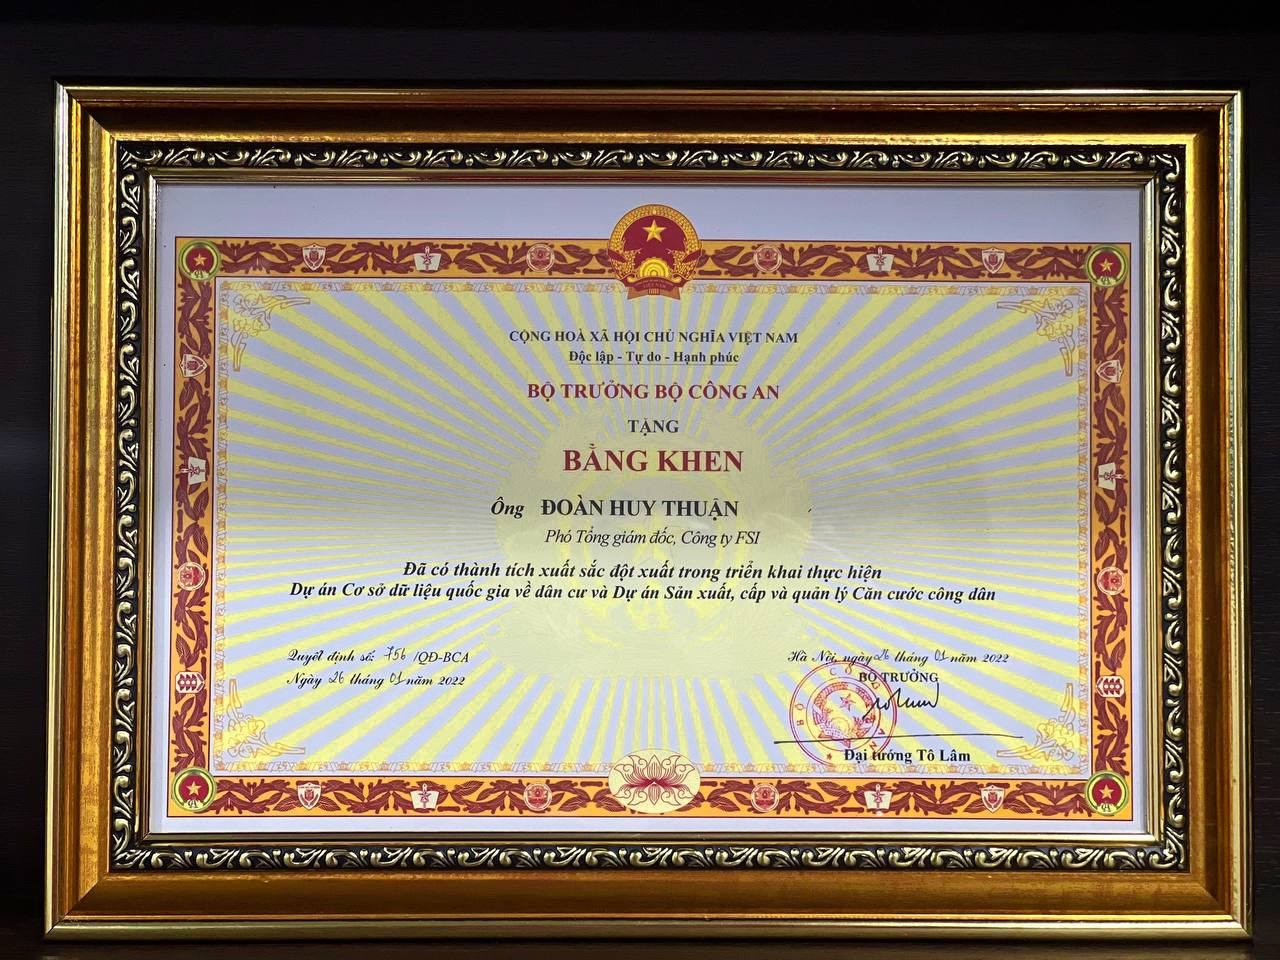 CỘNG HOÀ XÃ HỘI CHỦ NGHĨA VIỆT NAM
Độc lập - Tự do - Hạnh phúc
BỘ TRƯỞNG BỘ CÔNG AN
TẶNG
BẰNG KHEN
Ông ĐOÀN HUY THUẬN
Phó Tổng giám đốc, Công ty FSI
Đã có thành tích xuất sắc đột xuất trong triển khai thực hiện
Dự án Cơ sở dữ liệu quốc gia về dân cư và Dự án Sản xuất, cấp và quản lý Căn cước công dân
Quyết định số: 756 /QĐ-BCA
Ngày 26 tháng 01 năm 2022
Hà Nội, ngày 26 tháng 01 năm 2022
BỘ TRƯỞNG
BỘ CÔNG AN
Đại tướng Tô Lâm